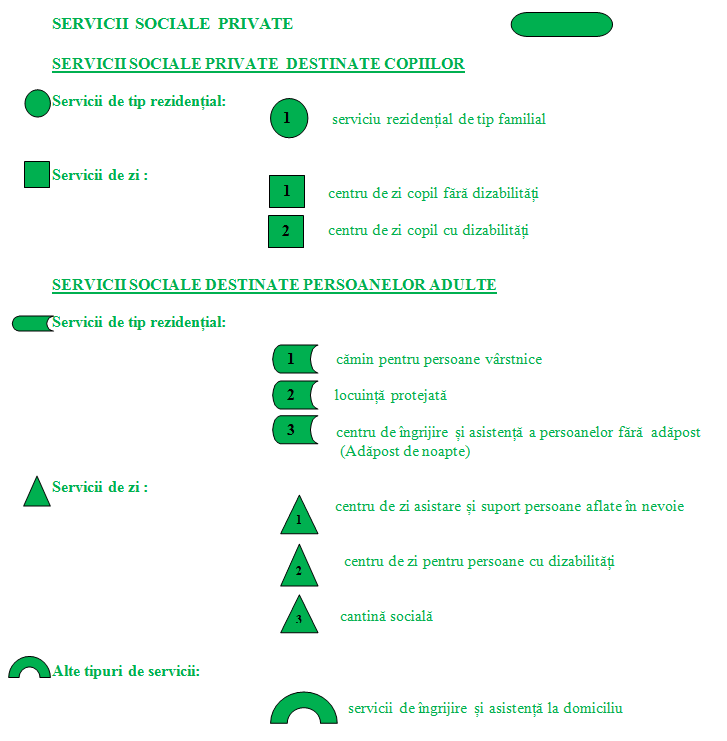 SERVICII SOCIALE PRIVATE
SERVICII SOCIALE PRIVATE DESTINATE COPIILOR
Servicii de tip rezidențial:
1 serviciu rezidențial de tip familial
Servicii de zi :
1 centru de zi copil fără dizabilități
2 centru de zi copil cu dizabilități
SERVICII SOCIALE DESTINATE PERSOANELOR ADULTE
Servicii de tip rezidențial:
1 cămin pentru persoane vârstnice
2 locuință protejată
3 centru de îngrijire și asistență a persoanelor fără adăpost
(Adăpost de noapte)
Servicii de zi :
1 centru de zi asistare și suport persoane aflate în nevoie
2 centru de zi pentru persoane cu dizabilități
3 cantină socială
Alte tipuri de servicii:
servicii de îngrijire și asistență la domiciliu